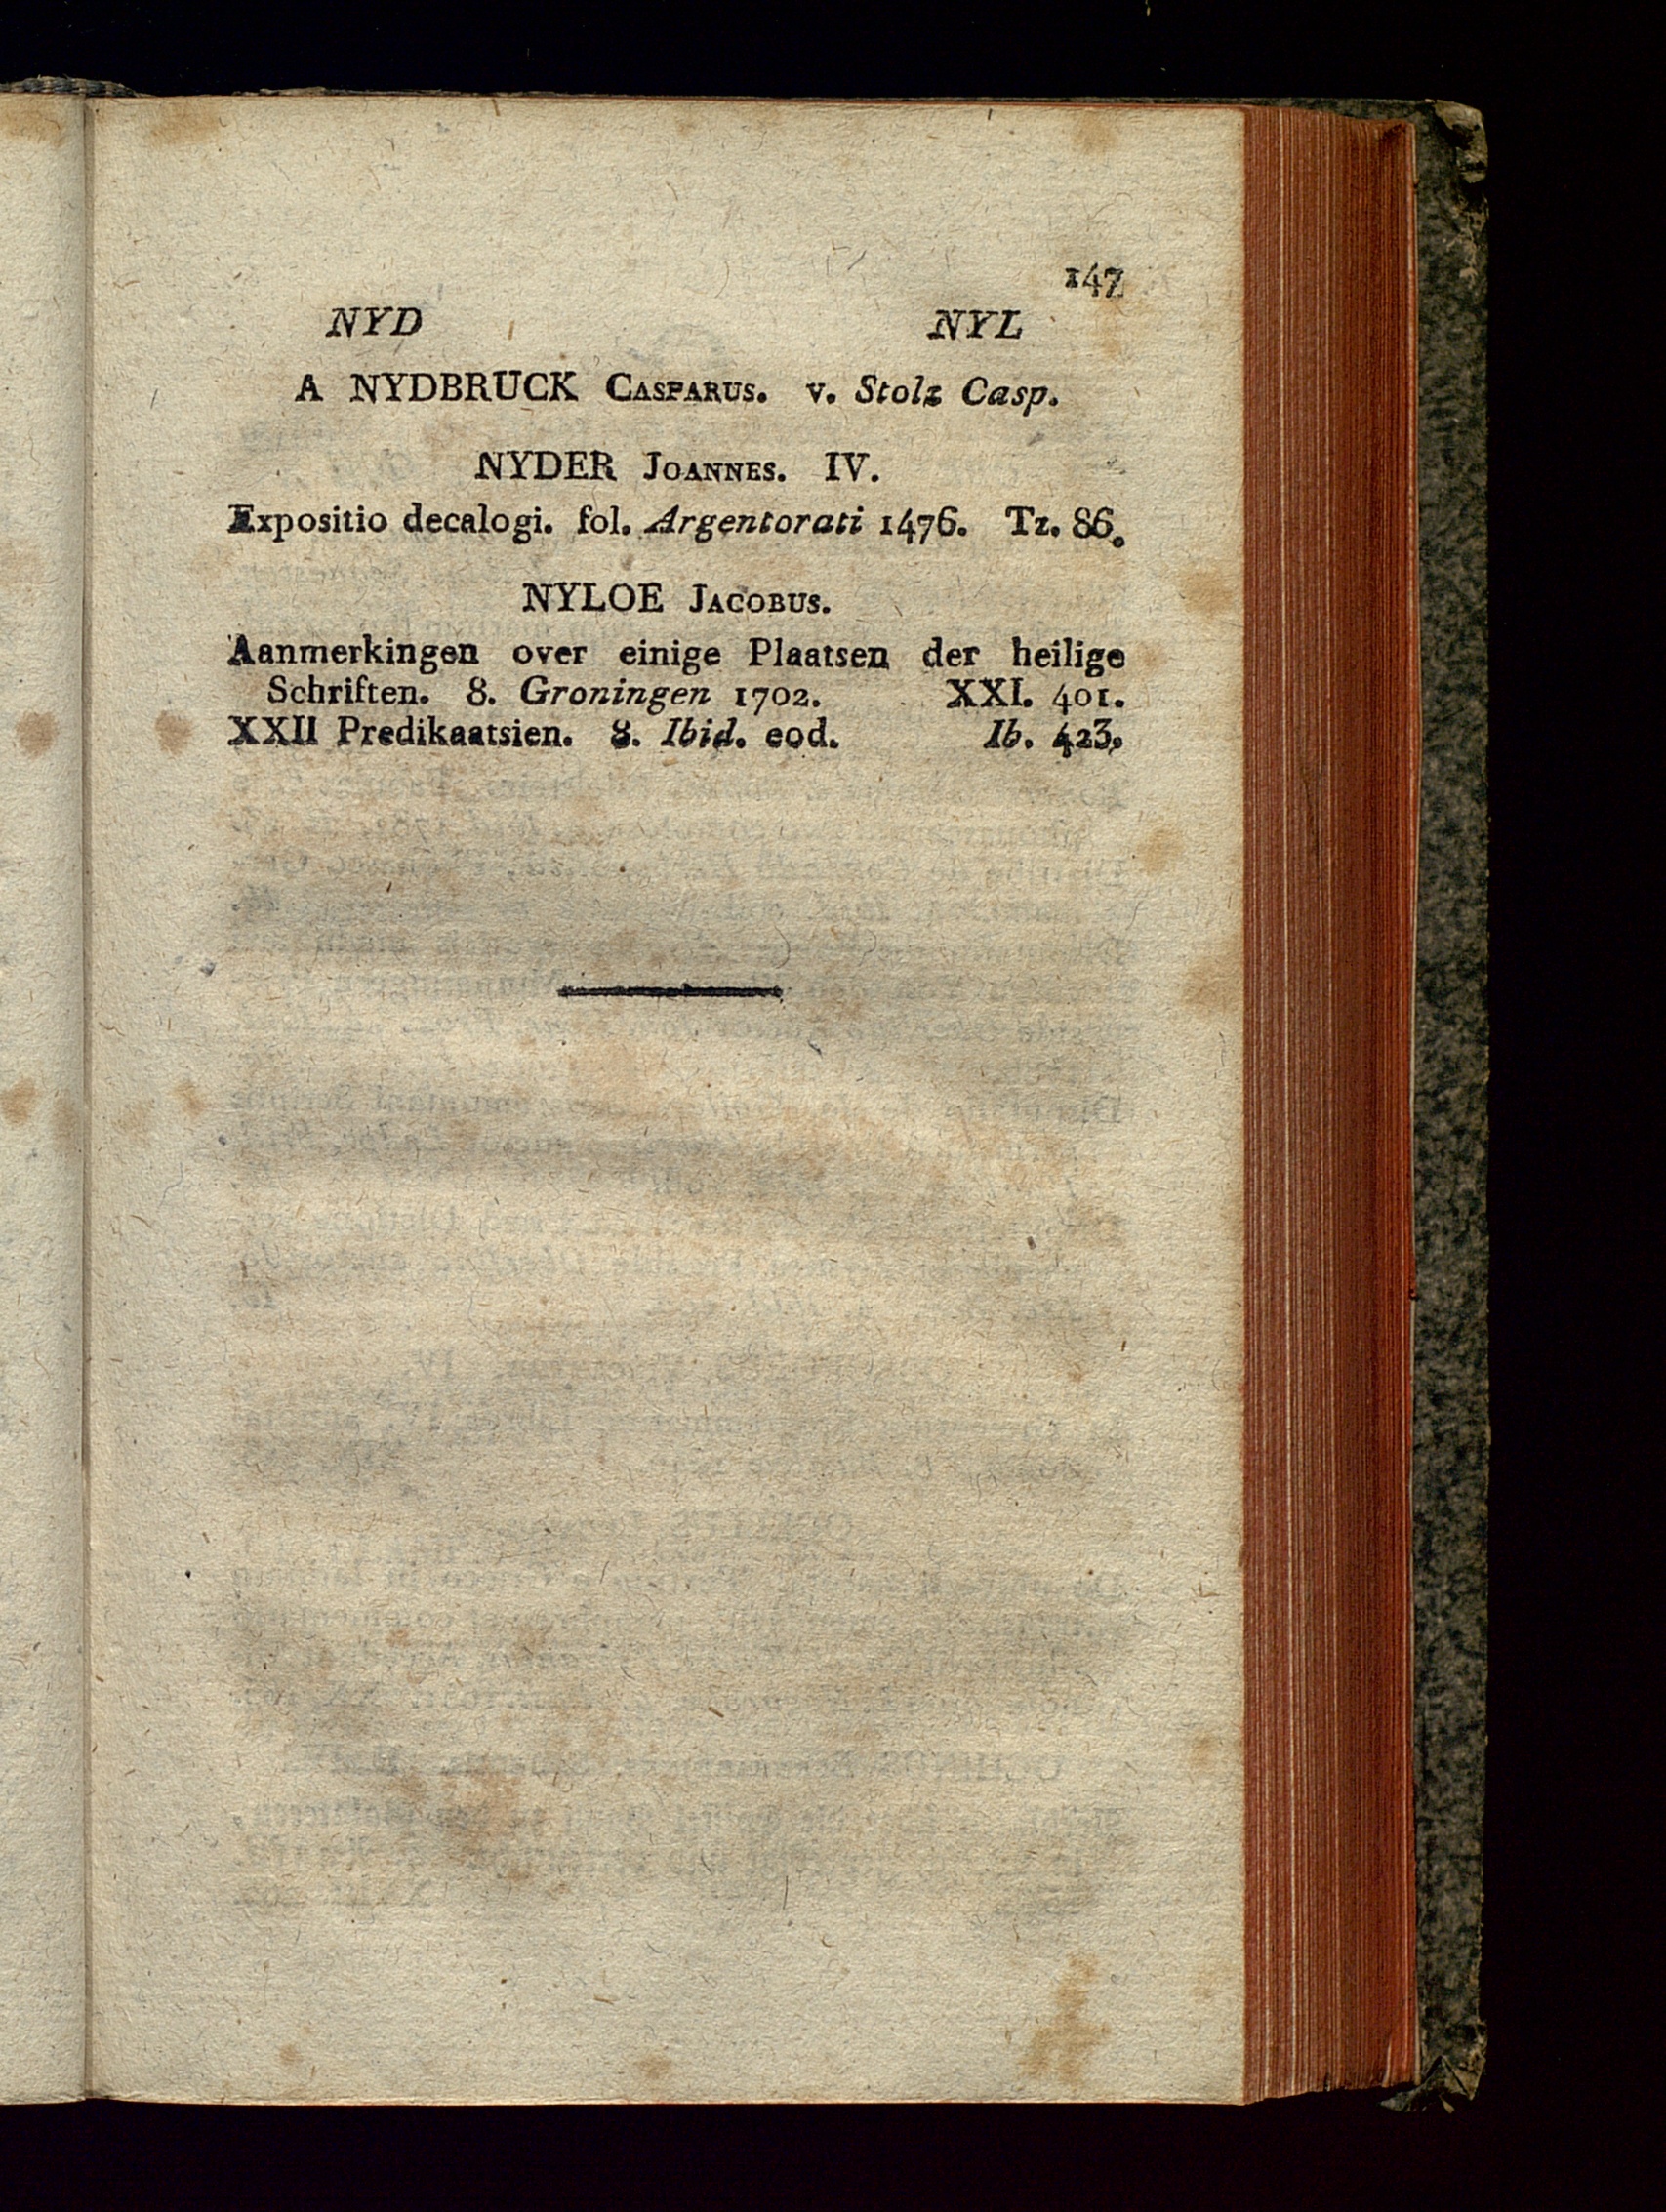 147
NYD NYL
A NYDBRUCK CASPARUS. v. Stolz Casp.
NYDER JOANNES. IV.
Expositio decalogi. fol. Argentorati 1476. Tz. 86.
NYLOE JACOBUS.
Aanmerkingen over einige Plaatsen der heilige
Schriften. 8. Groningen 1702. XXI. 401.
XXII Predikaatsien. 8. Ibid. eod. Ib. 423.